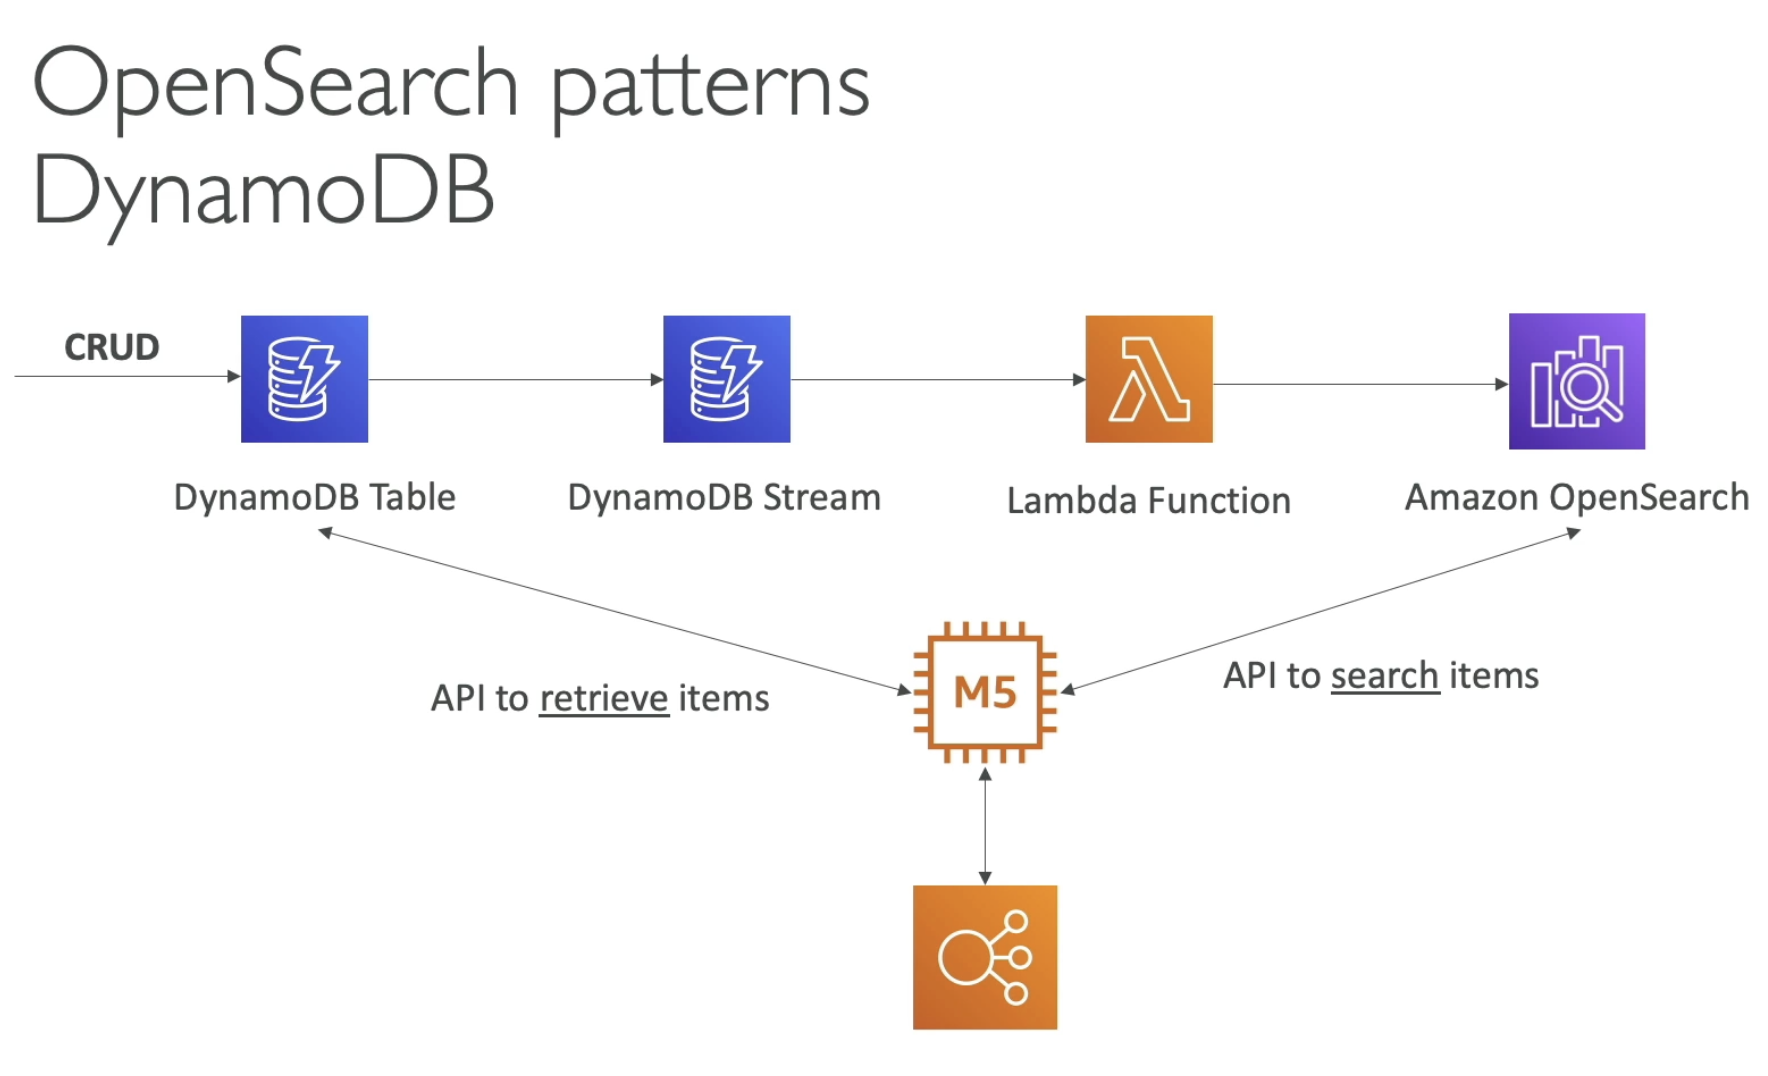 OpenSearch patterns
DynamoDB
CRUD
DynamoDB Table
DynamoDB Stream
Lambda Function
Amazon OpenSearch
API to retrieve items
M5
API to search items